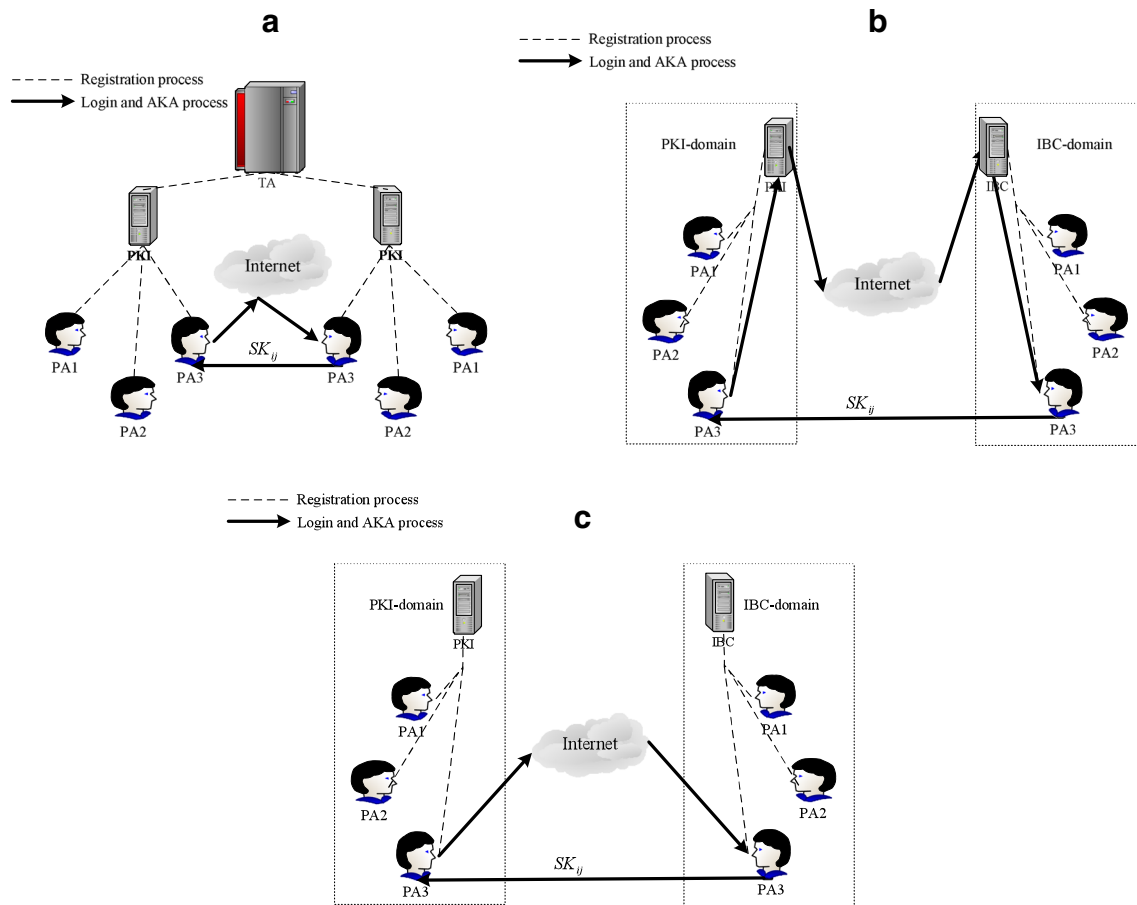 a
Registration process
Login and AKA process
TA
PKI
PKI
Internet
PA1
PA3
SK_ij
PA3
PA1
PA2
PA2
b
Registration process
Login and AKA process
PKI-domain
PKI
IBC
IBC-domain
PA1
PA1
Internet
PA2
PA2
SK_ij
PA3
PA3
c
Registration process
Login and AKA process
PKI-domain
PKI
IBC
IBC-domain
PA1
PA1
Internet
PA2
PA2
SK_ij
PA3
PA3